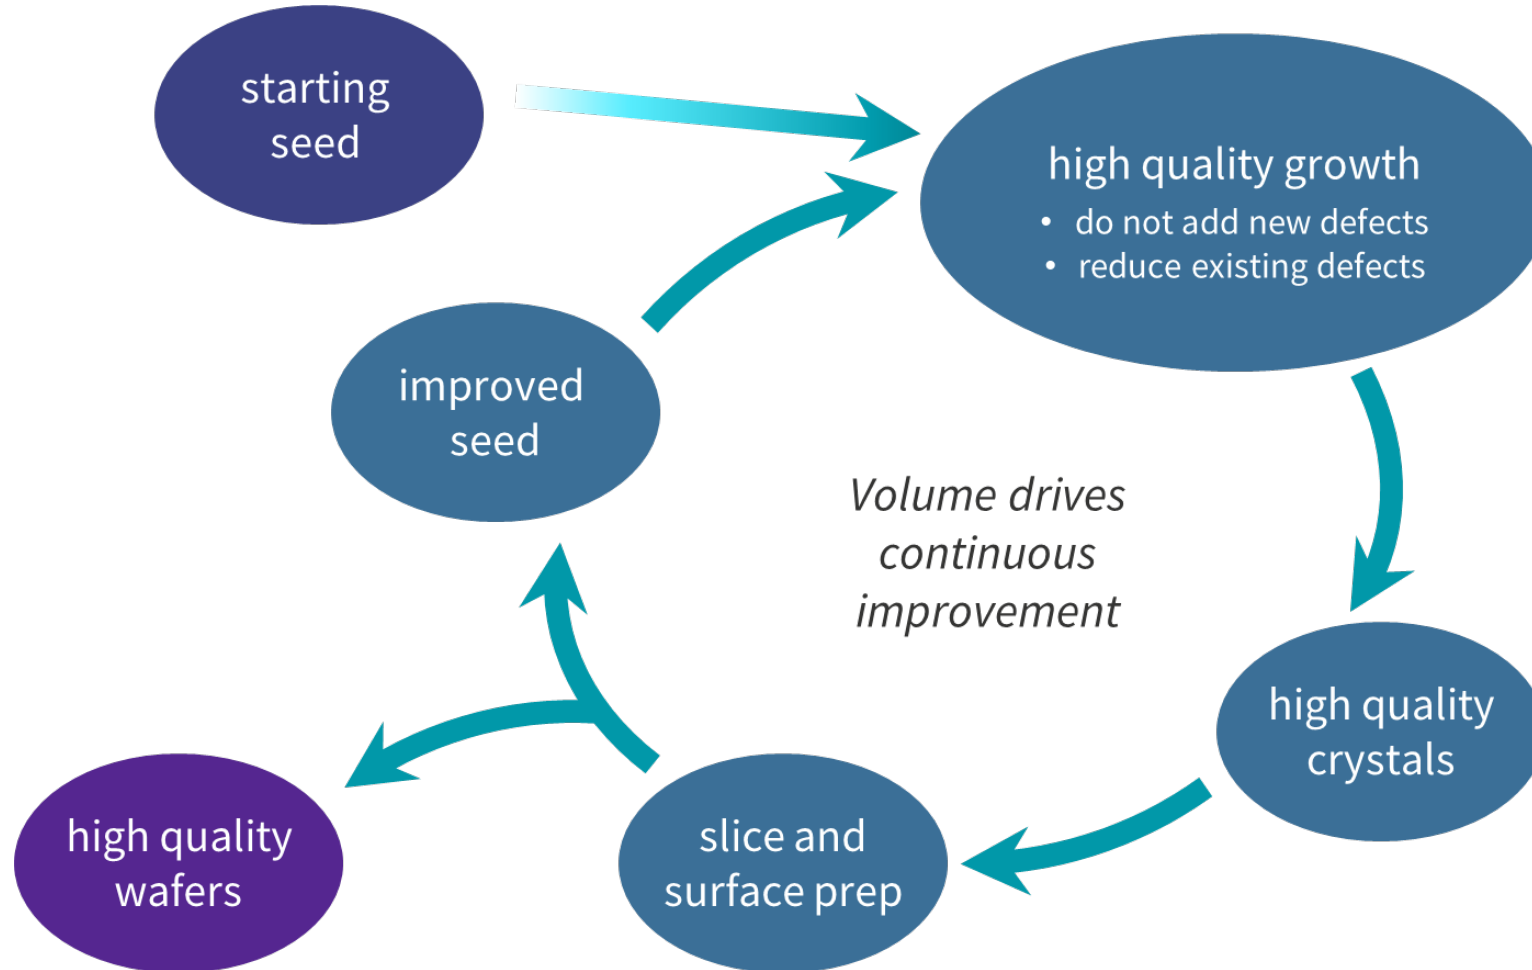 starting
seed
high quality growth
• do not add new defects
• reduce existing defects
improved
seed
Volume drives
continuous
improvement
high quality
crystals
high quality
wafers
slice and
surface prep